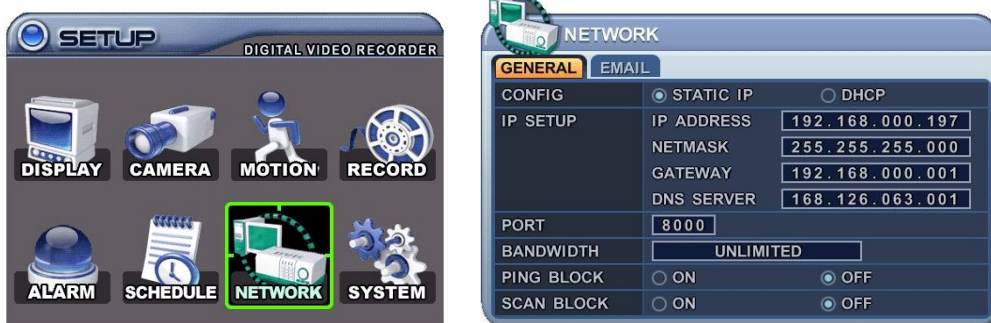 SETUP
DIGITAL VIDEO RECORDER
DISPLAY CAMERA MOTION RECORD
ALARM SCHEDULE NETWORK SYSTEM
NETWORK
GENERAL EMAIL
CONFIG STATIC IP DHCP
IP SETUP IP ADDRESS 192.168.000.197
NETMASK 255.255.255.000
GATEWAY 192.168.000.001
DNS SERVER 168.126.063.001
PORT 8000
BANDWIDTH UNLIMITED
PING BLOCK ON OFF
SCAN BLOCK ON OFF